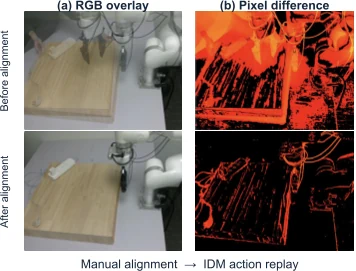 (a) RGB overlay
(b) Pixel difference
Before alignment
After alignment
Manual alignment → IDM action replay